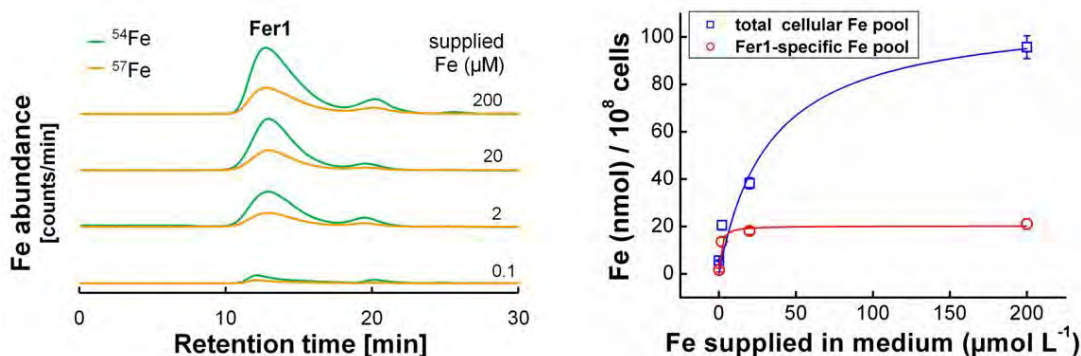 ⁵⁴Fe
⁵⁷Fe
Fer1
supplied
Fe (µM)
200
20
2
0.1
Fe abundance
[counts/min]
0 10 20 30
Retention time [min]
total cellular Fe pool
Fer1-specific Fe pool
Fe (nmol) / 10⁸ cells
100
80
60
40
20
0
0 50 100 150 200
Fe supplied in medium (µmol L⁻¹)